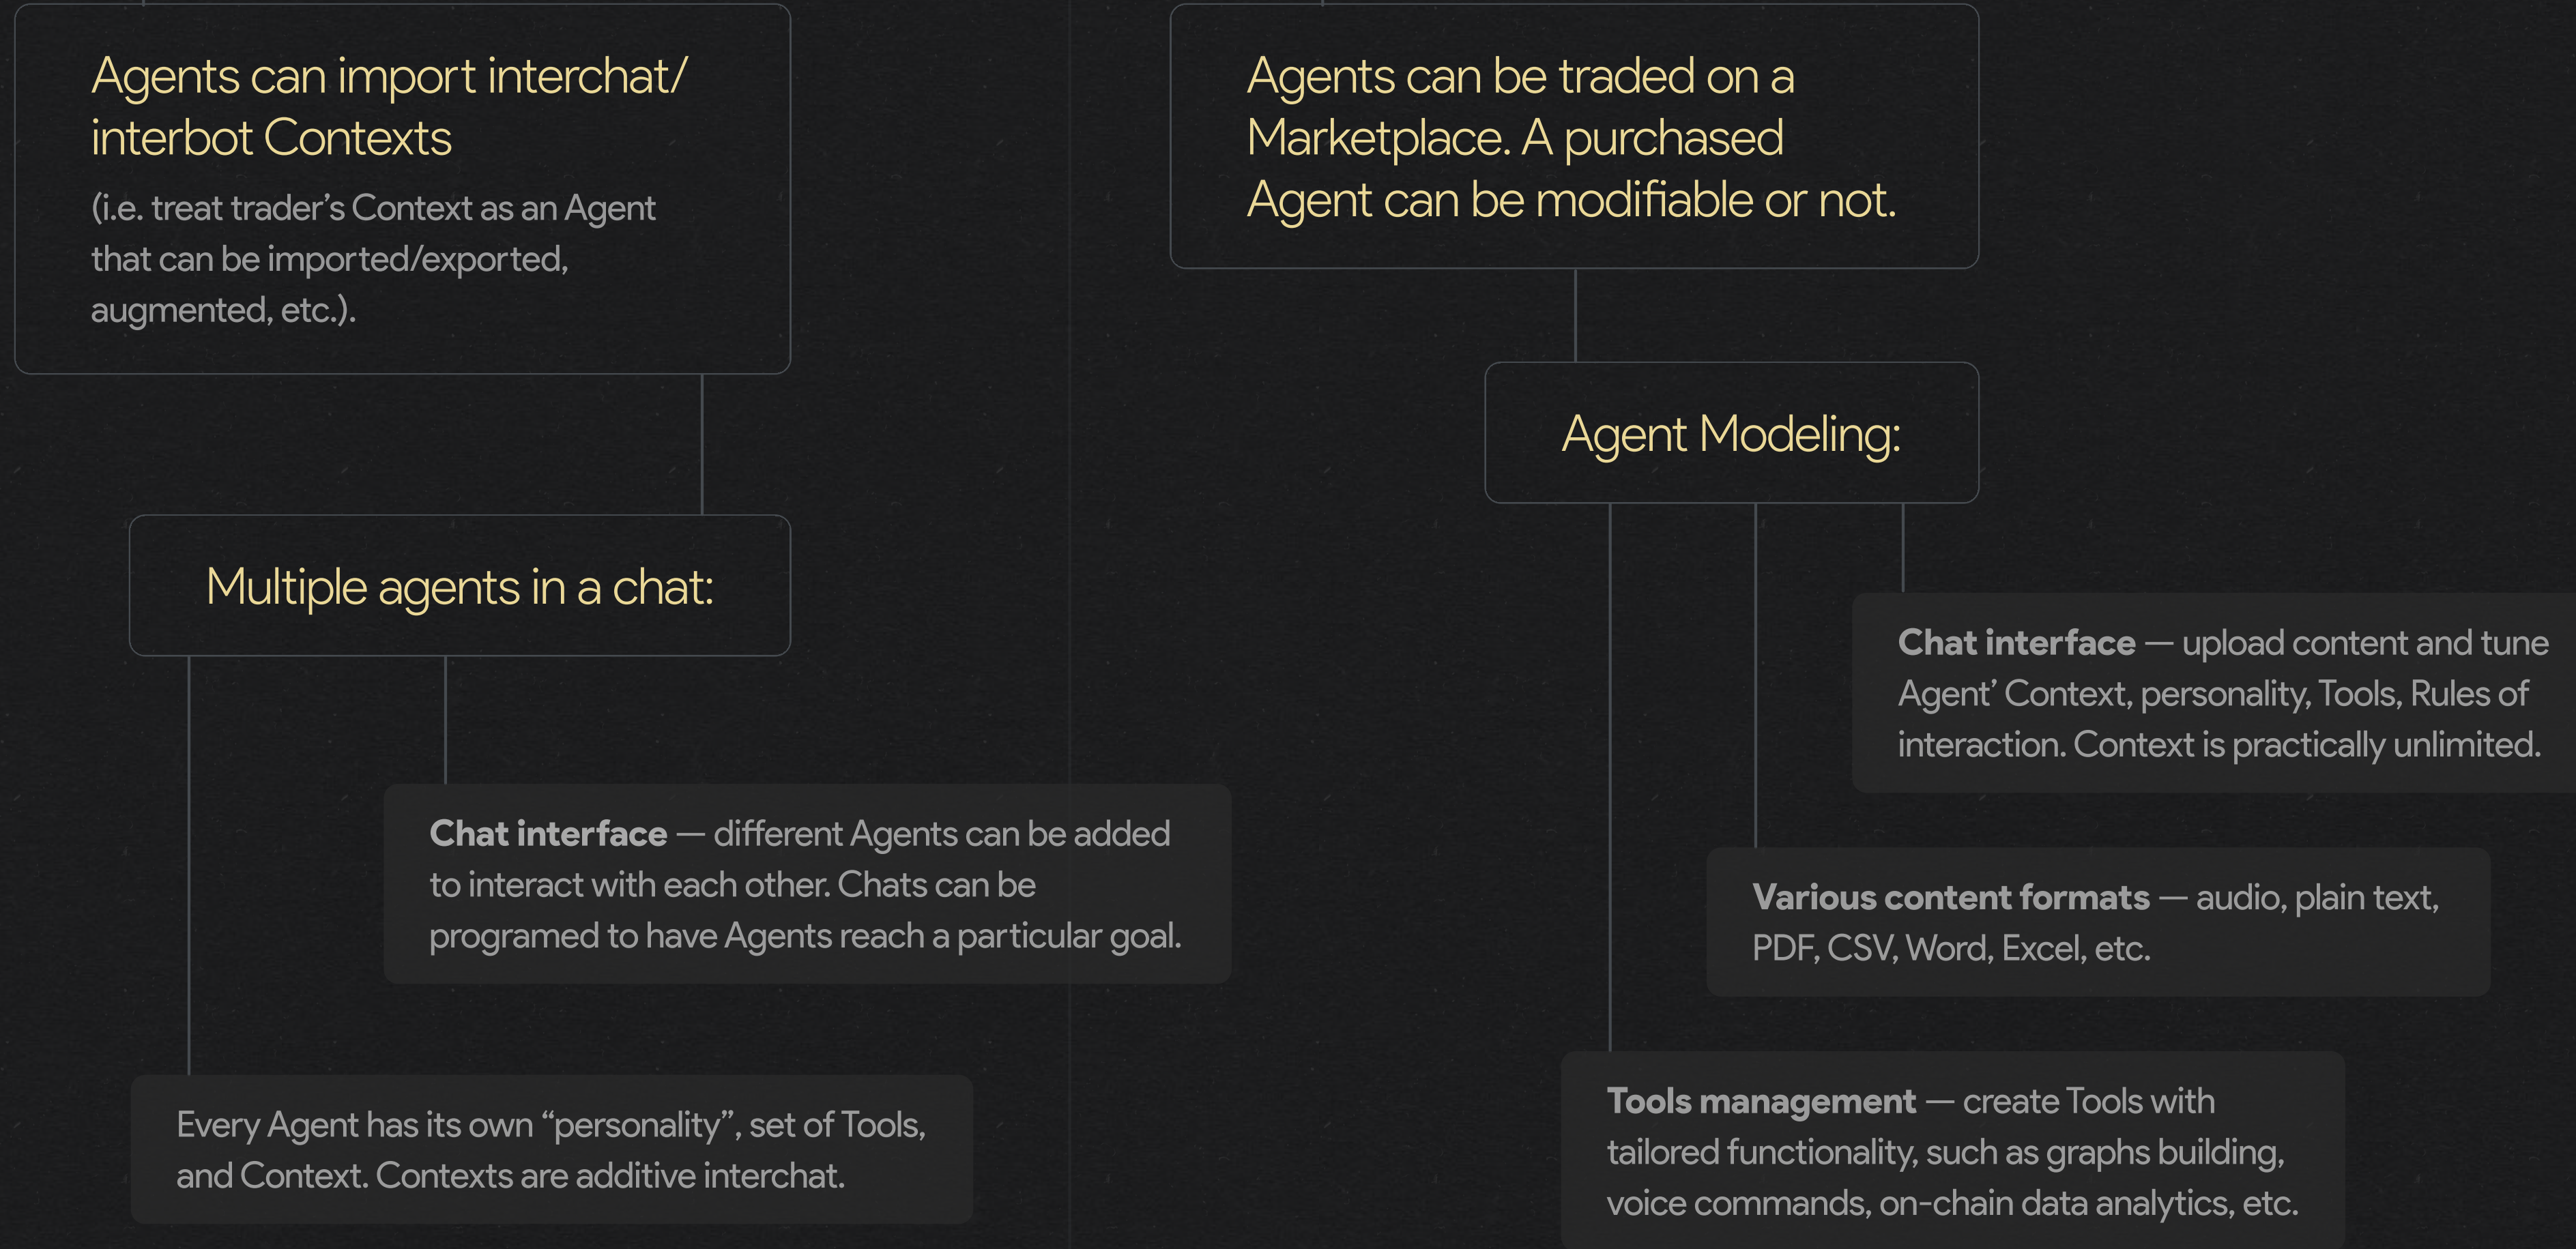 Agents can import interchat/
interbot Contexts
(i.e. treat trader’s Context as an Agent
that can be imported/exported,
augmented, etc.).
Multiple agents in a chat:
Chat interface — different Agents can be added
to interact with each other. Chats can be
programed to have Agents reach a particular goal.
Every Agent has its own “personality”, set of Tools,
and Context. Contexts are additive interchat.
Agents can be traded on a
Marketplace. A purchased
Agent can be modifiable or not.
Agent Modeling:
Chat interface — upload content and tune
Agent’ Context, personality, Tools, Rules of
interaction. Context is practically unlimited.
Various content formats — audio, plain text,
PDF, CSV, Word, Excel, etc.
Tools management — create Tools with
tailored functionality, such as graphs building,
voice commands, on-chain data analytics, etc.